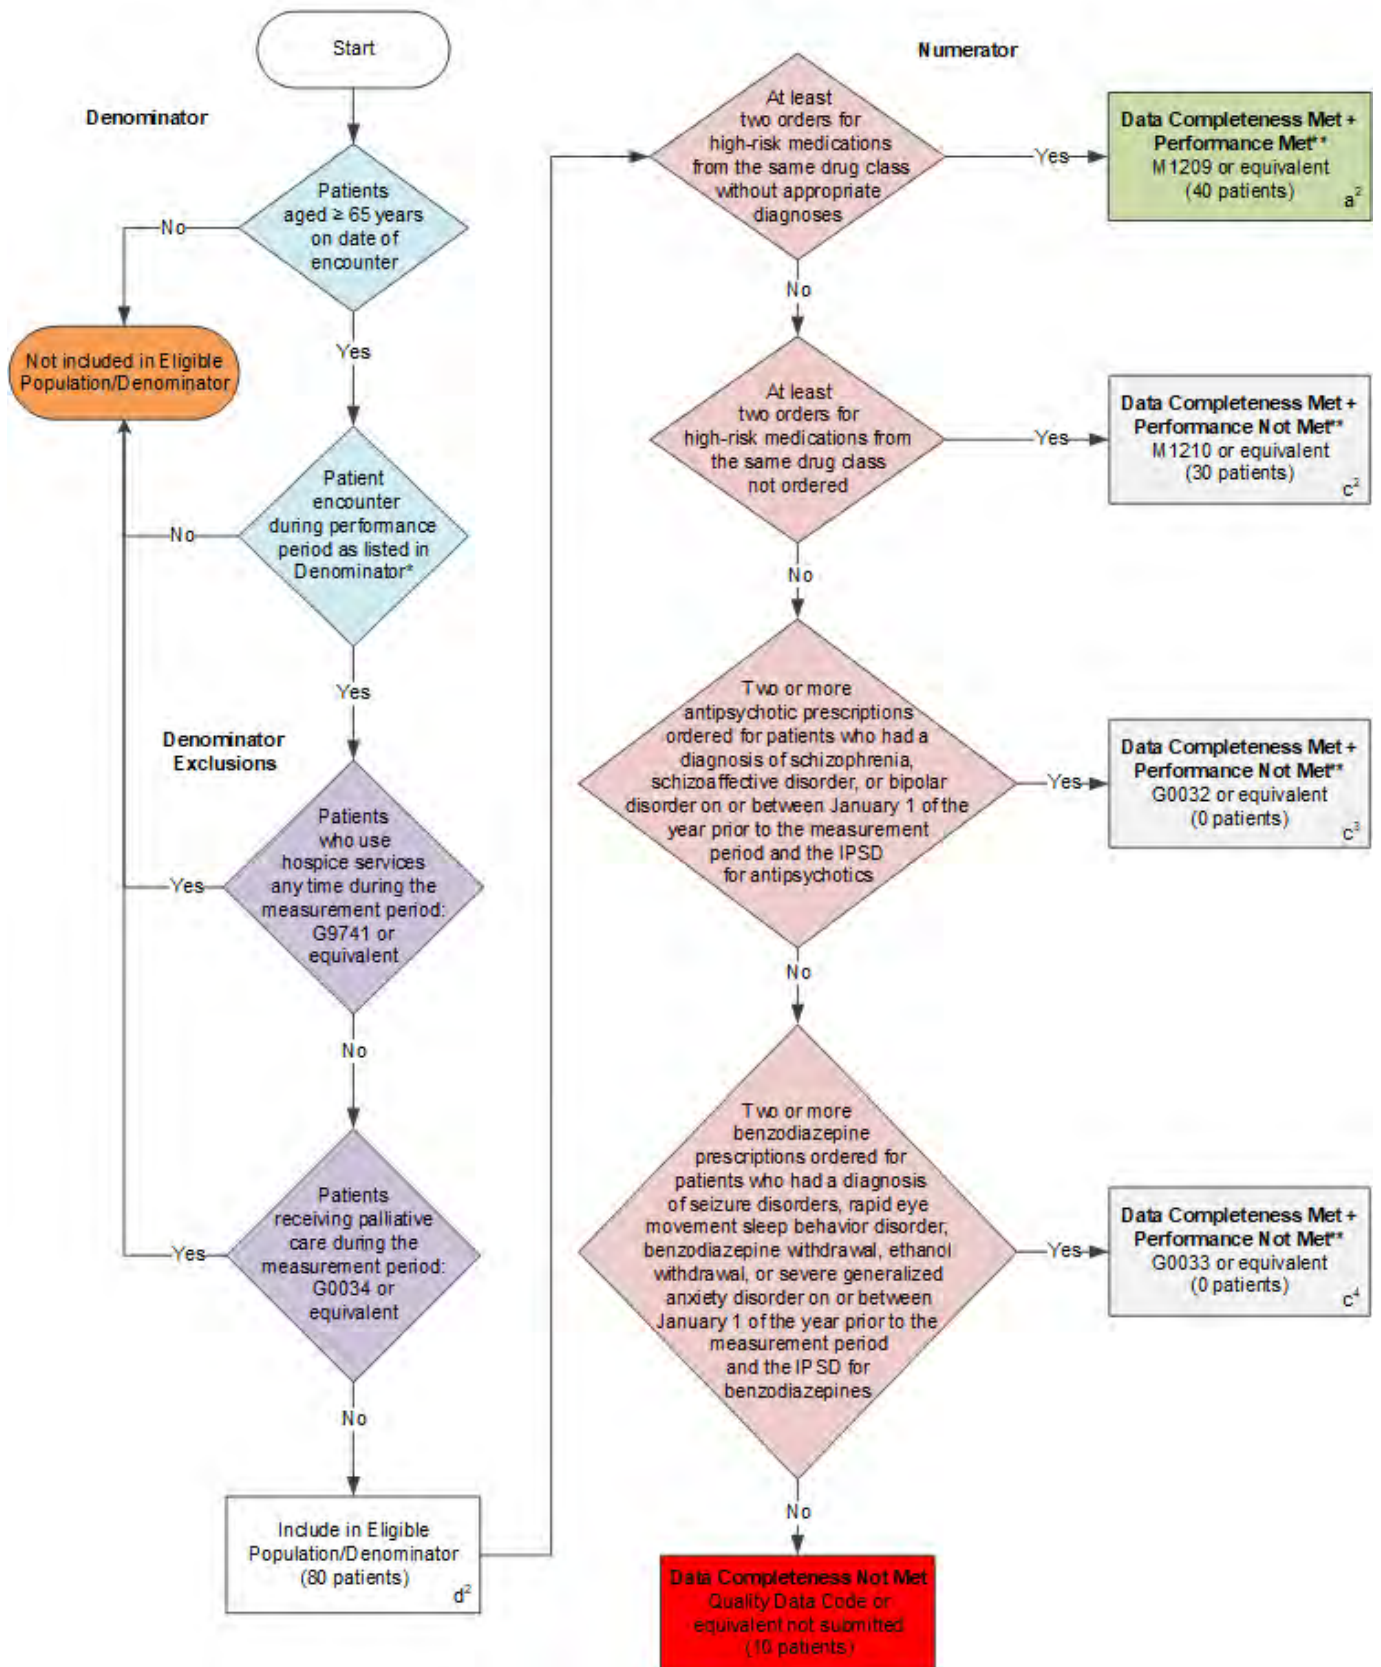 Start
Denominator
Patients
aged ≥ 65 years
on date of
encounter
No
Yes
Not included in Eligible
Population/Denominator
Patient
encounter
during performance
period as listed in
Denominator*
No
Yes
Denominator
Exclusions
Patients
who use
hospice services
any time during the
measurement period:
G9741 or
equivalent
Yes
No
Patients
receiving palliative
care during the
measurement period:
G0034 or
equivalent
Yes
No
Include in Eligible
Population/Denominator
(80 patients)
d²
Numerator
At least
two orders for
high-risk medications
from the same drug class
without appropriate
diagnoses
Yes
Data Completeness Met +
Performance Met**
M1209 or equivalent
(40 patients)
a²
No
At least
two orders for
high-risk medications from
the same drug class
not ordered
Yes
Data Completeness Met +
Performance Not Met**
M1210 or equivalent
(30 patients)
c²
No
Two or more
antipsychotic prescriptions
ordered for patients who had a
diagnosis of schizophrenia,
schizoaffective disorder, or bipolar
disorder on or between January 1 of the
year prior to the measurement
period and the IPSD
for antipsychotics
Yes
Data Completeness Met +
Performance Not Met**
G0032 or equivalent
(0 patients)
c³
No
Two or more
benzodiazepine
prescriptions ordered for
patients who had a diagnosis
of seizure disorders, rapid eye
movement sleep behavior disorder,
benzodiazepine withdrawal, ethanol
withdrawal, or severe generalized
anxiety disorder on or between
January 1 of the year prior to the
measurement period
and the IPSD for
benzodiazepines
Yes
Data Completeness Met +
Performance Not Met**
G0033 or equivalent
(0 patients)
c⁴
No
Data Completeness Not Met
Quality Data Code or
equivalent not submitted
(10 patients)